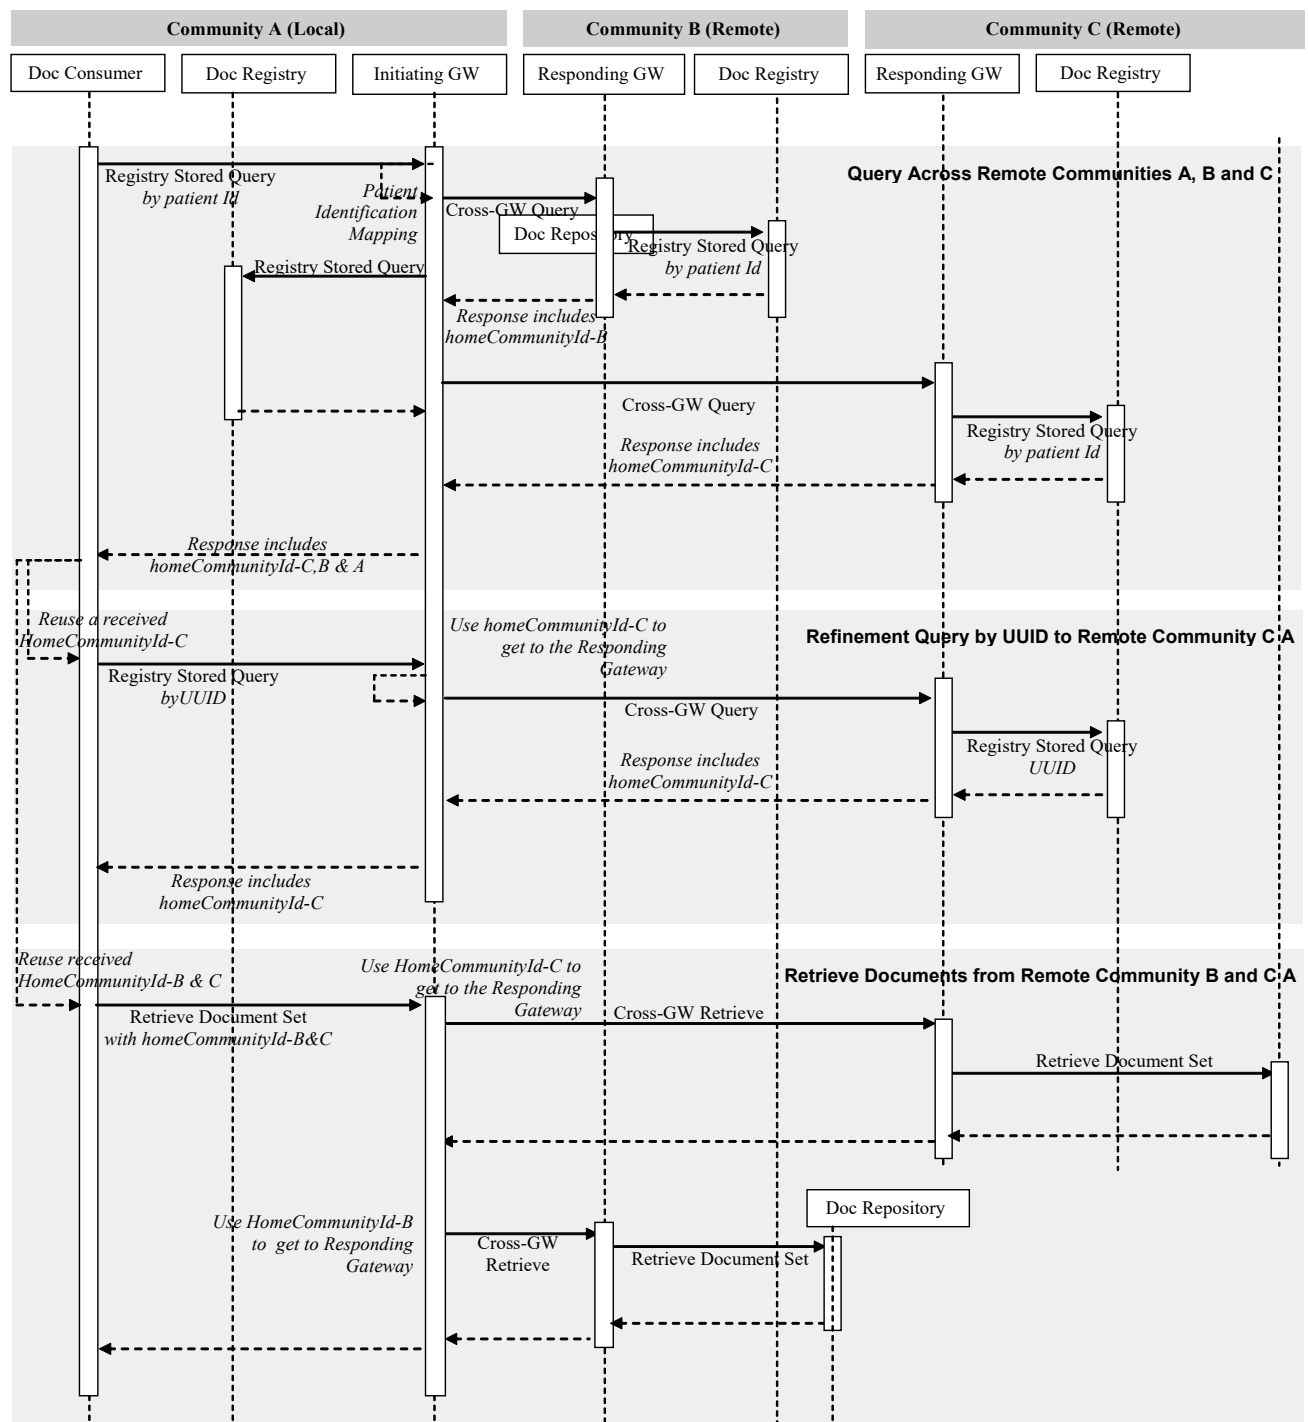 Community A (Local)
Community B (Remote)
Community C (Remote)
Doc Consumer
Doc Registry
Initiating GW
Responding GW
Doc Registry
Responding GW
Doc Registry
Query Across Remote Communities A, B and C
Registry Stored Query
by patient Id
Patient
Identification
Mapping
Cross-GW Query
Doc Repository
Registry Stored Query
by patient Id
Registry Stored Query
Response includes
homeCommunityId-B
Cross-GW Query
Registry Stored Query
by patient Id
Response includes
homeCommunityId-C
Response includes
homeCommunityId-C,B & A
Reuse a received
HomeCommunityId-C
Use homeCommunityId-C to
get to the Responding
Gateway
Refinement Query by UUID to Remote Community C A
Registry Stored Query
byUUID
Cross-GW Query
Registry Stored Query
UUID
Response includes
homeCommunityId-C
Response includes
homeCommunityId-C
Reuse received
HomeCommunityId-B & C
Use HomeCommunityId-C to
get to the Responding
Gateway
Retrieve Documents from Remote Community B and C A
Retrieve Document Set
with homeCommunityId-B&C
Cross-GW Retrieve
Retrieve Document Set
Doc Repository
Use HomeCommunityId-B
to get to Responding
Gateway
Cross-GW
Retrieve
Retrieve Document Set